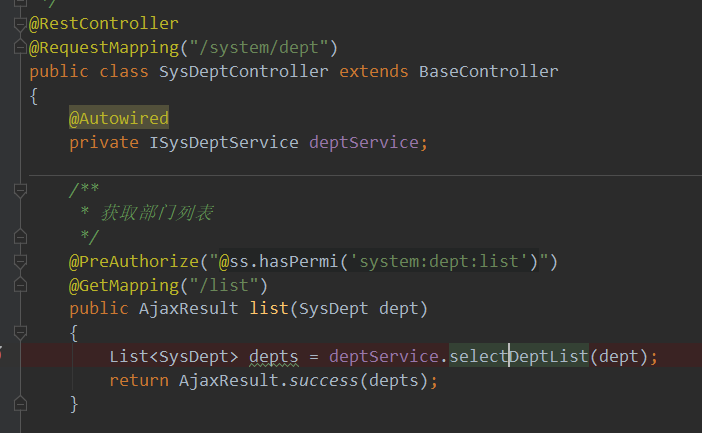 */
@RestController
@RequestMapping("/system/dept")
public class SysDeptController extends BaseController
{
@Autowired
private ISysDeptService deptService;
/**
* 获取部门列表
*/
@PreAuthorize("@ss.hasPermi('system:dept:list')")
@GetMapping("/list")
public AjaxResult list(SysDept dept)
{
List<SysDept> depts = deptService.selectDeptList(dept);
return AjaxResult.success(depts);
}